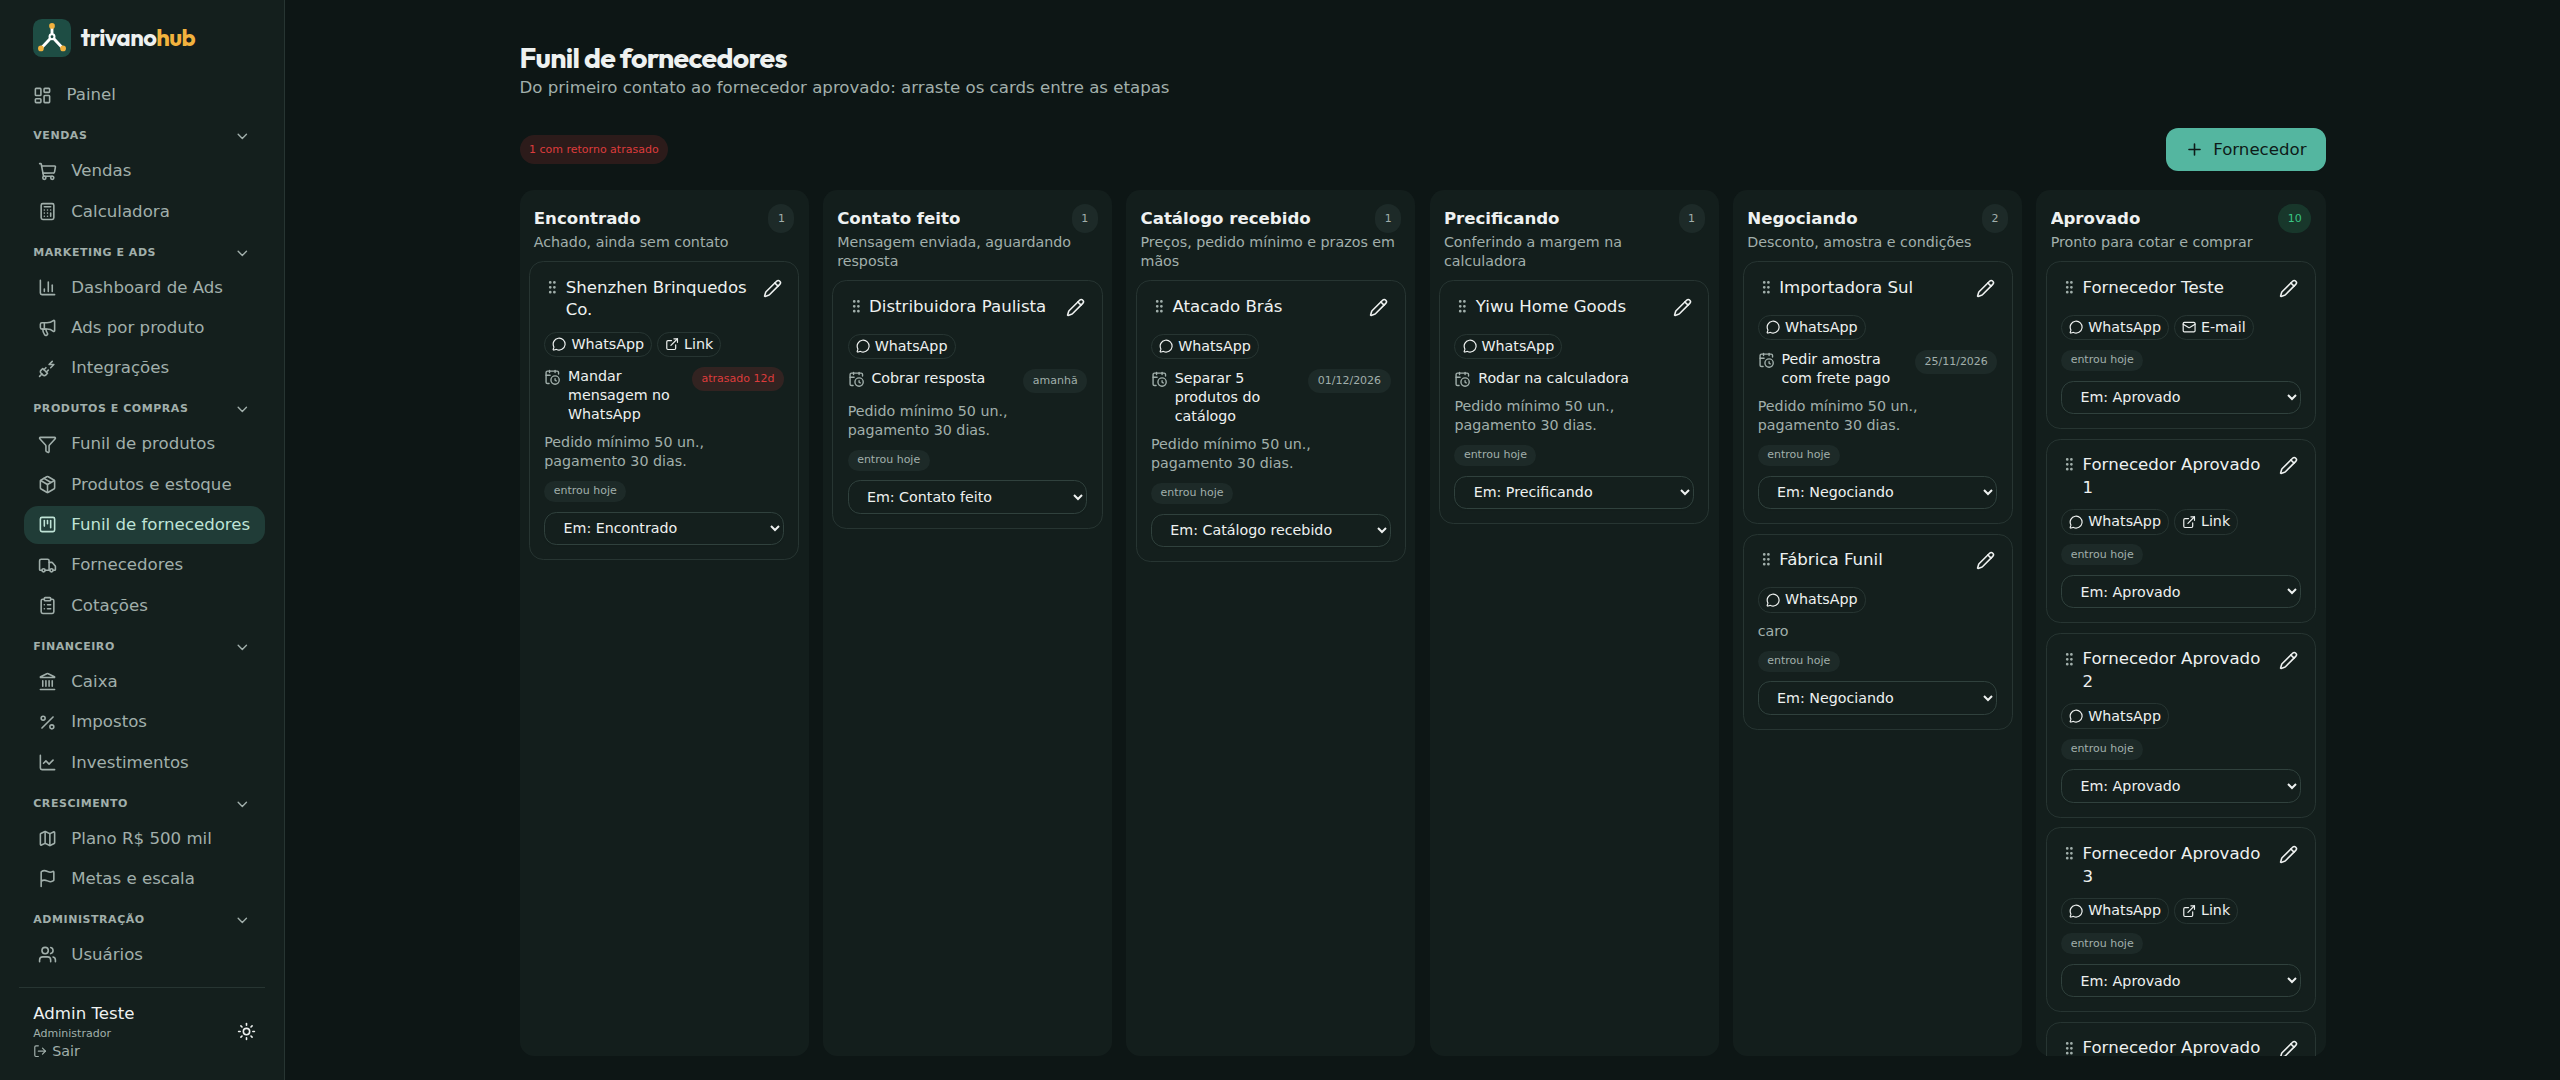 trivanohub
Painel
VENDAS
Vendas
Calculadora
MARKETING E ADS
Dashboard de Ads
Ads por produto
Integrações
PRODUTOS E COMPRAS
Funil de produtos
Produtos e estoque
Funil de fornecedores
Fornecedores
Cotações
FINANCEIRO
Caixa
Impostos
Investimentos
CRESCIMENTO
Plano R$ 500 mil
Metas e escala
ADMINISTRAÇÃO
Usuários
Admin Teste
Administrador
Sair
Funil de fornecedores
Do primeiro contato ao fornecedor aprovado: arraste os cards entre as etapas
1 com retorno atrasado
Fornecedor
Encontrado 1
Achado, ainda sem contato
Shenzhen Brinquedos
Co.
WhatsApp Link
Mandar atrasado 12d
mensagem no
WhatsApp
Pedido mínimo 50 un.,
pagamento 30 dias.
entrou hoje
Em: Encontrado
Contato feito 1
Mensagem enviada, aguardando
resposta
Distribuidora Paulista
WhatsApp
Cobrar resposta amanhã
Pedido mínimo 50 un.,
pagamento 30 dias.
entrou hoje
Em: Contato feito
Catálogo recebido 1
Preços, pedido mínimo e prazos em
mãos
Atacado Brás
WhatsApp
Separar 5 01/12/2026
produtos do
catálogo
Pedido mínimo 50 un.,
pagamento 30 dias.
entrou hoje
Em: Catálogo recebido
Precificando 1
Conferindo a margem na
calculadora
Yiwu Home Goods
WhatsApp
Rodar na calculadora
Pedido mínimo 50 un.,
pagamento 30 dias.
entrou hoje
Em: Precificando
Negociando 2
Desconto, amostra e condições
Importadora Sul
WhatsApp
Pedir amostra 25/11/2026
com frete pago
Pedido mínimo 50 un.,
pagamento 30 dias.
entrou hoje
Em: Negociando
Fábrica Funil
WhatsApp
caro
entrou hoje
Em: Negociando
Aprovado 10
Pronto para cotar e comprar
Fornecedor Teste
WhatsApp E-mail
entrou hoje
Em: Aprovado
Fornecedor Aprovado
1
WhatsApp Link
entrou hoje
Em: Aprovado
Fornecedor Aprovado
2
WhatsApp
entrou hoje
Em: Aprovado
Fornecedor Aprovado
3
WhatsApp Link
entrou hoje
Em: Aprovado
Fornecedor Aprovado